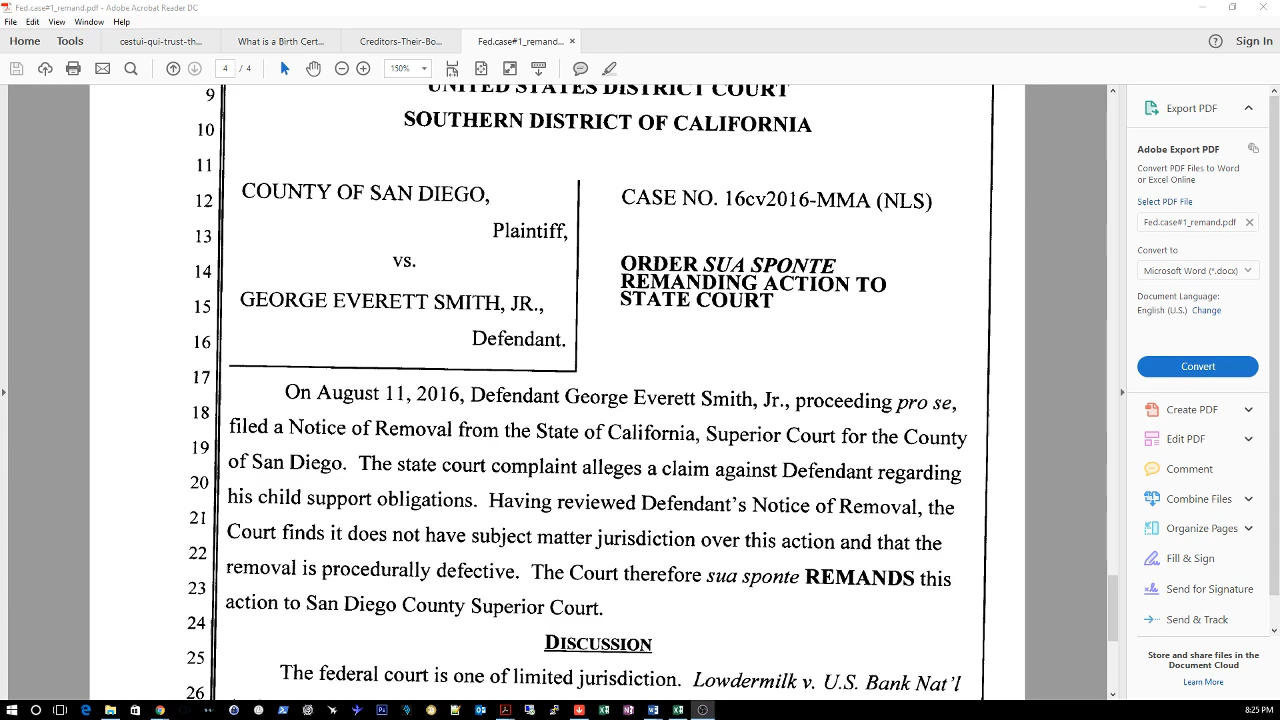 Fed.case#1_remand.pdf - Adobe Acrobat Reader DC
File Edit View Window Help
Home Tools cestui-qui-trust-th... What is a Birth Cert... Creditors-Their-Bo... Fed.case#1_remand... × Sign In
4 / 4 150%
9 UNITED STATES DISTRICT COURT
10 SOUTHERN DISTRICT OF CALIFORNIA
11
12 COUNTY OF SAN DIEGO, CASE NO. 16cv2016-MMA (NLS)
13 Plaintiff,
14 vs. ORDER SUA SPONTE
REMANDING ACTION TO
15 GEORGE EVERETT SMITH, JR., STATE COURT
16 Defendant.
17 On August 11, 2016, Defendant George Everett Smith, Jr., proceeding pro se,
18 filed a Notice of Removal from the State of California, Superior Court for the County
19 of San Diego. The state court complaint alleges a claim against Defendant regarding
20 his child support obligations. Having reviewed Defendant's Notice of Removal, the
21 Court finds it does not have subject matter jurisdiction over this action and that the
22 removal is procedurally defective. The Court therefore sua sponte REMANDS this
23 action to San Diego County Superior Court.
24 DISCUSSION
25 The federal court is one of limited jurisdiction. Lowdermilk v. U.S. Bank Nat'l
26
Export PDF
Adobe Export PDF
Convert PDF Files to Word
or Excel Online
Select PDF File
Fed.case#1_remand.pdf ×
Convert to
Microsoft Word (*.docx)
Document Language:
English (U.S.) Change
Convert
Create PDF
Edit PDF
Comment
Combine Files
Organize Pages
Fill & Sign
Send for Signature
Send & Track
Store and share files in the
Document Cloud
Learn More
8:25 PM